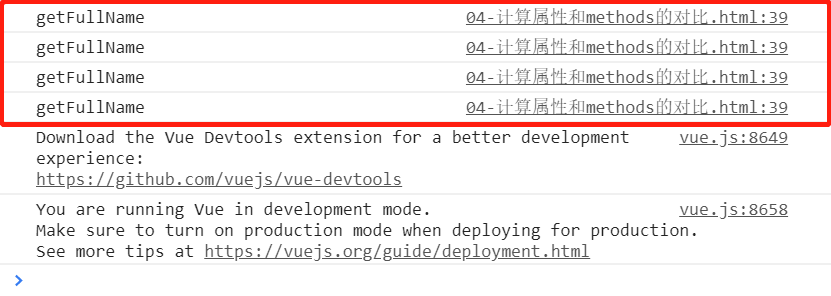 getFullName 04-计算属性和methods的对比.html:39
getFullName 04-计算属性和methods的对比.html:39
getFullName 04-计算属性和methods的对比.html:39
getFullName 04-计算属性和methods的对比.html:39
Download the Vue Devtools extension for a better development vue.js:8649
experience:
https://github.com/vuejs/vue-devtools
You are running Vue in development mode. vue.js:8658
Make sure to turn on production mode when deploying for production.
See more tips at https://vuejs.org/guide/deployment.html
>